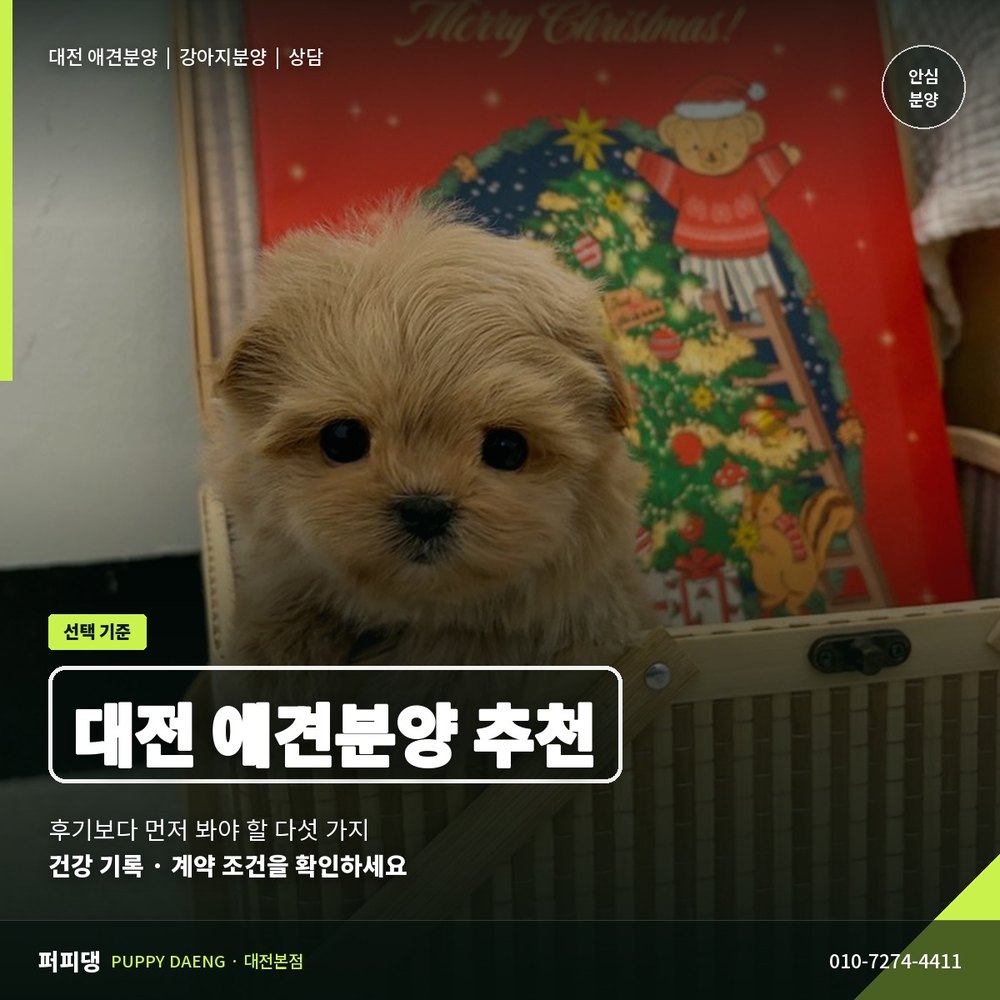 Merry Christmas!
대전 애견분양 | 강아지분양 | 상담
안심
분양
선택 기준
대전 애견분양 추천
후기보다 먼저 봐야 할 다섯 가지
건강 기록 · 계약 조건을 확인하세요
퍼피댕 PUPPY DAENG · 대전본점
010-7274-4411